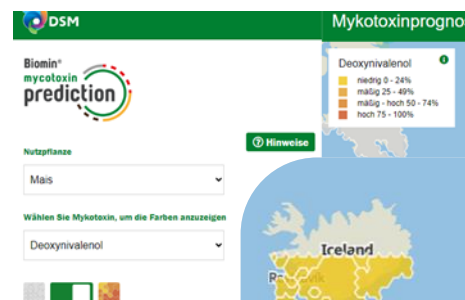 DSM
Mykotoxinprogno
Biomin®
mycotoxin
prediction
Deoxynivalenol
niedrig 0 - 24%
mäßig 25 - 49%
mäßig - hoch 50 - 74%
hoch 75 - 100%
Hinweise
Nutzpflanze
Mais
Wählen Sie Mykotoxin, um die Farben anzuzeigen
Deoxynivalenol
Iceland